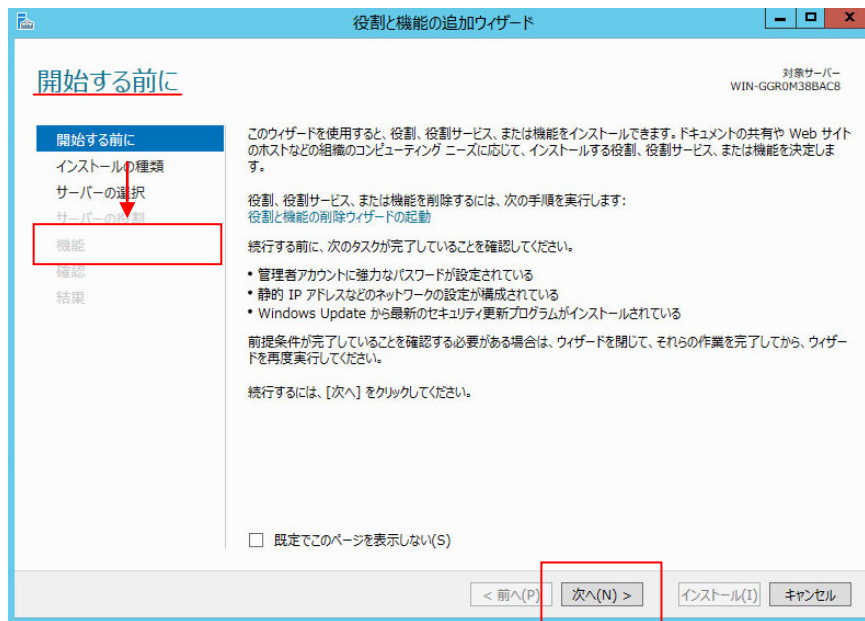 役割と機能の追加ウィザード
開始する前に
対象サーバー
WIN-GGR0M38BAC8
開始する前に
インストールの種類
サーバーの選択
サーバーの役割
機能
確認
結果
このウィザードを使用すると、役割、役割サービス、または機能をインストールできます。ドキュメントの共有や Web サイト
のホストなどの組織のコンピューティング ニーズに応じて、インストールする役割、役割サービス、または機能を決定しま
す。
役割、役割サービス、または機能を削除するには、次の手順を実行します:
役割と機能の削除ウィザードの起動
続行する前に、次のタスクが完了していることを確認してください。
• 管理者アカウントに強力なパスワードが設定されている
• 静的 IP アドレスなどのネットワークの設定が構成されている
• Windows Update から最新のセキュリティ更新プログラムがインストールされている
前提条件が完了していることを確認する必要がある場合は、ウィザードを閉じて、それらの作業を完了してから、ウィザー
ドを再度実行してください。
続行するには、[次へ] をクリックしてください。
既定でこのページを表示しない(S)
< 前へ(P)
次へ(N) >
インストール(I)
キャンセル